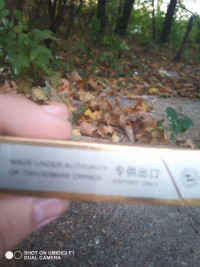 MADE UNDER AUTHORITY
OF TRADEMARK OWNER
专供出口
EXPORT ONLY
SHOT ON UMIDIGI F1
DUAL CAMERA